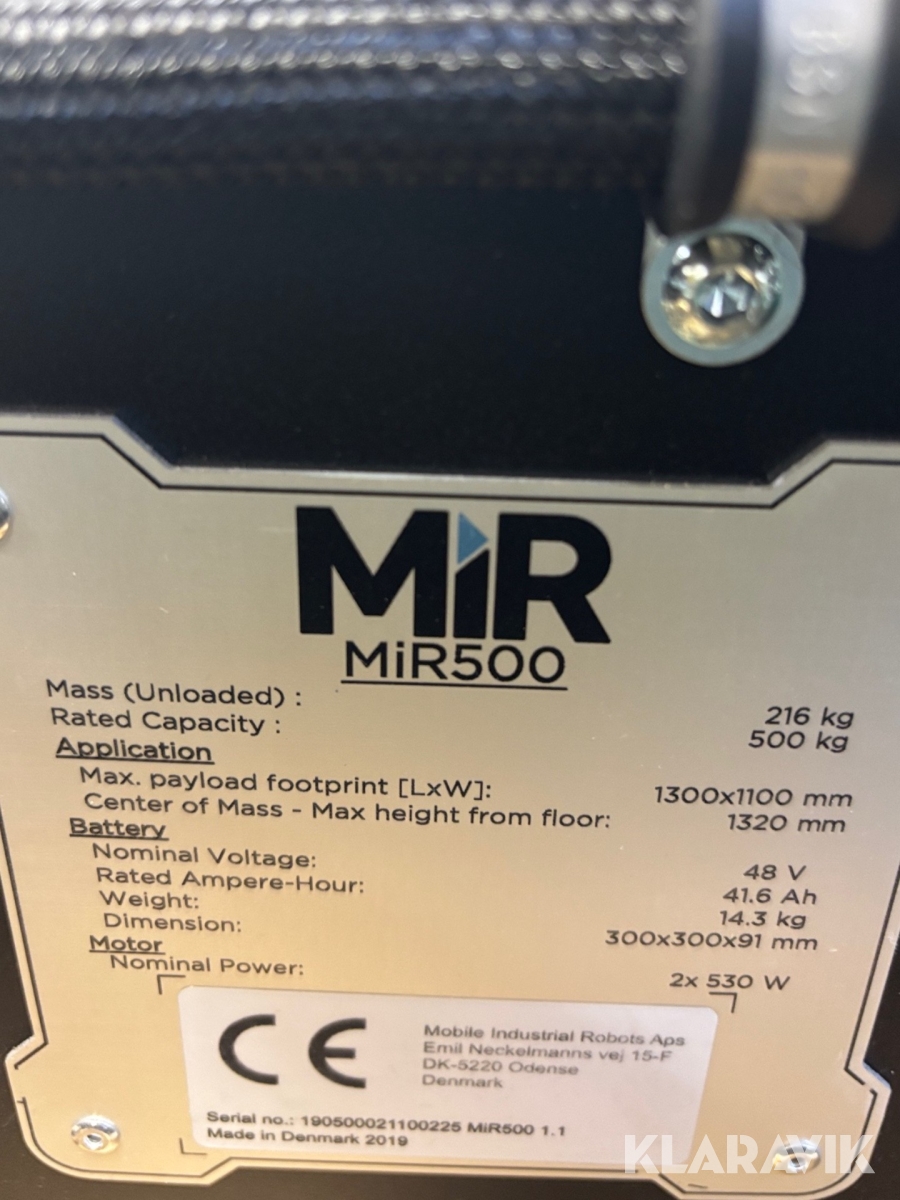 MiR
MiR500
Mass (Unloaded) : 216 kg
Rated Capacity : 500 kg
Application
Max. payload footprint [LxW]: 1300x1100 mm
Center of Mass - Max height from floor: 1320 mm
Battery
Nominal Voltage: 48 V
Rated Ampere-Hour: 41.6 Ah
Weight: 14.3 kg
Dimension: 300x300x91 mm
Motor
Nominal Power: 2x 530 W
CE
Mobile Industrial Robots Aps
Emil Neckelmanns vej 15-F
DK-5220 Odense
Denmark
Serial no.: 190500021100225 MiR500 1.1
Made in Denmark 2019
KLARAVIK